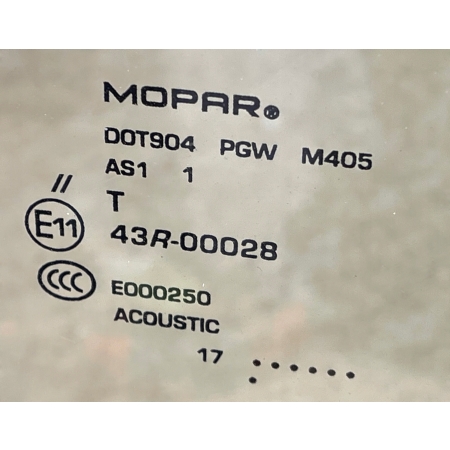 MOPAR®
DOT904 PGW M405
AS1 1
//
T
E11
43R-00028
CCC
E000250
ACOUSTIC
17